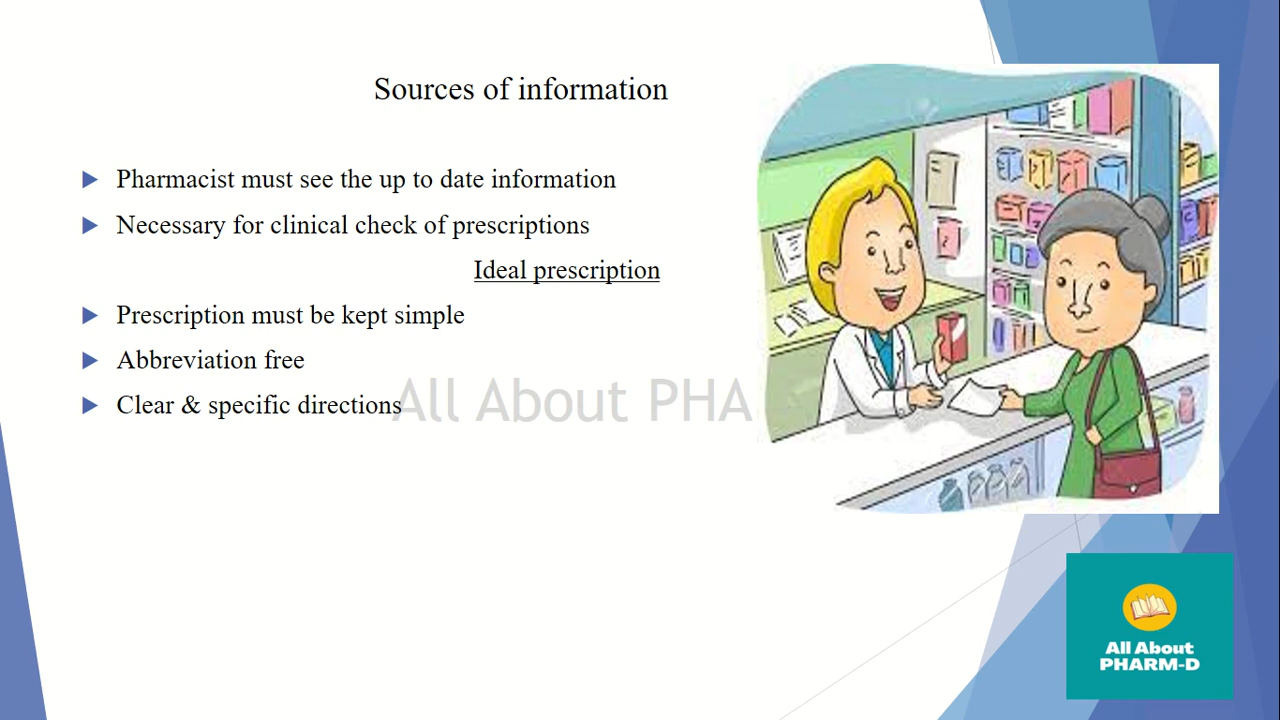 Sources of information
Pharmacist must see the up to date information
Necessary for clinical check of prescriptions
Ideal prescription
Prescription must be kept simple
Abbreviation free
Clear & specific directions
All About PHA
All About
PHARM-D